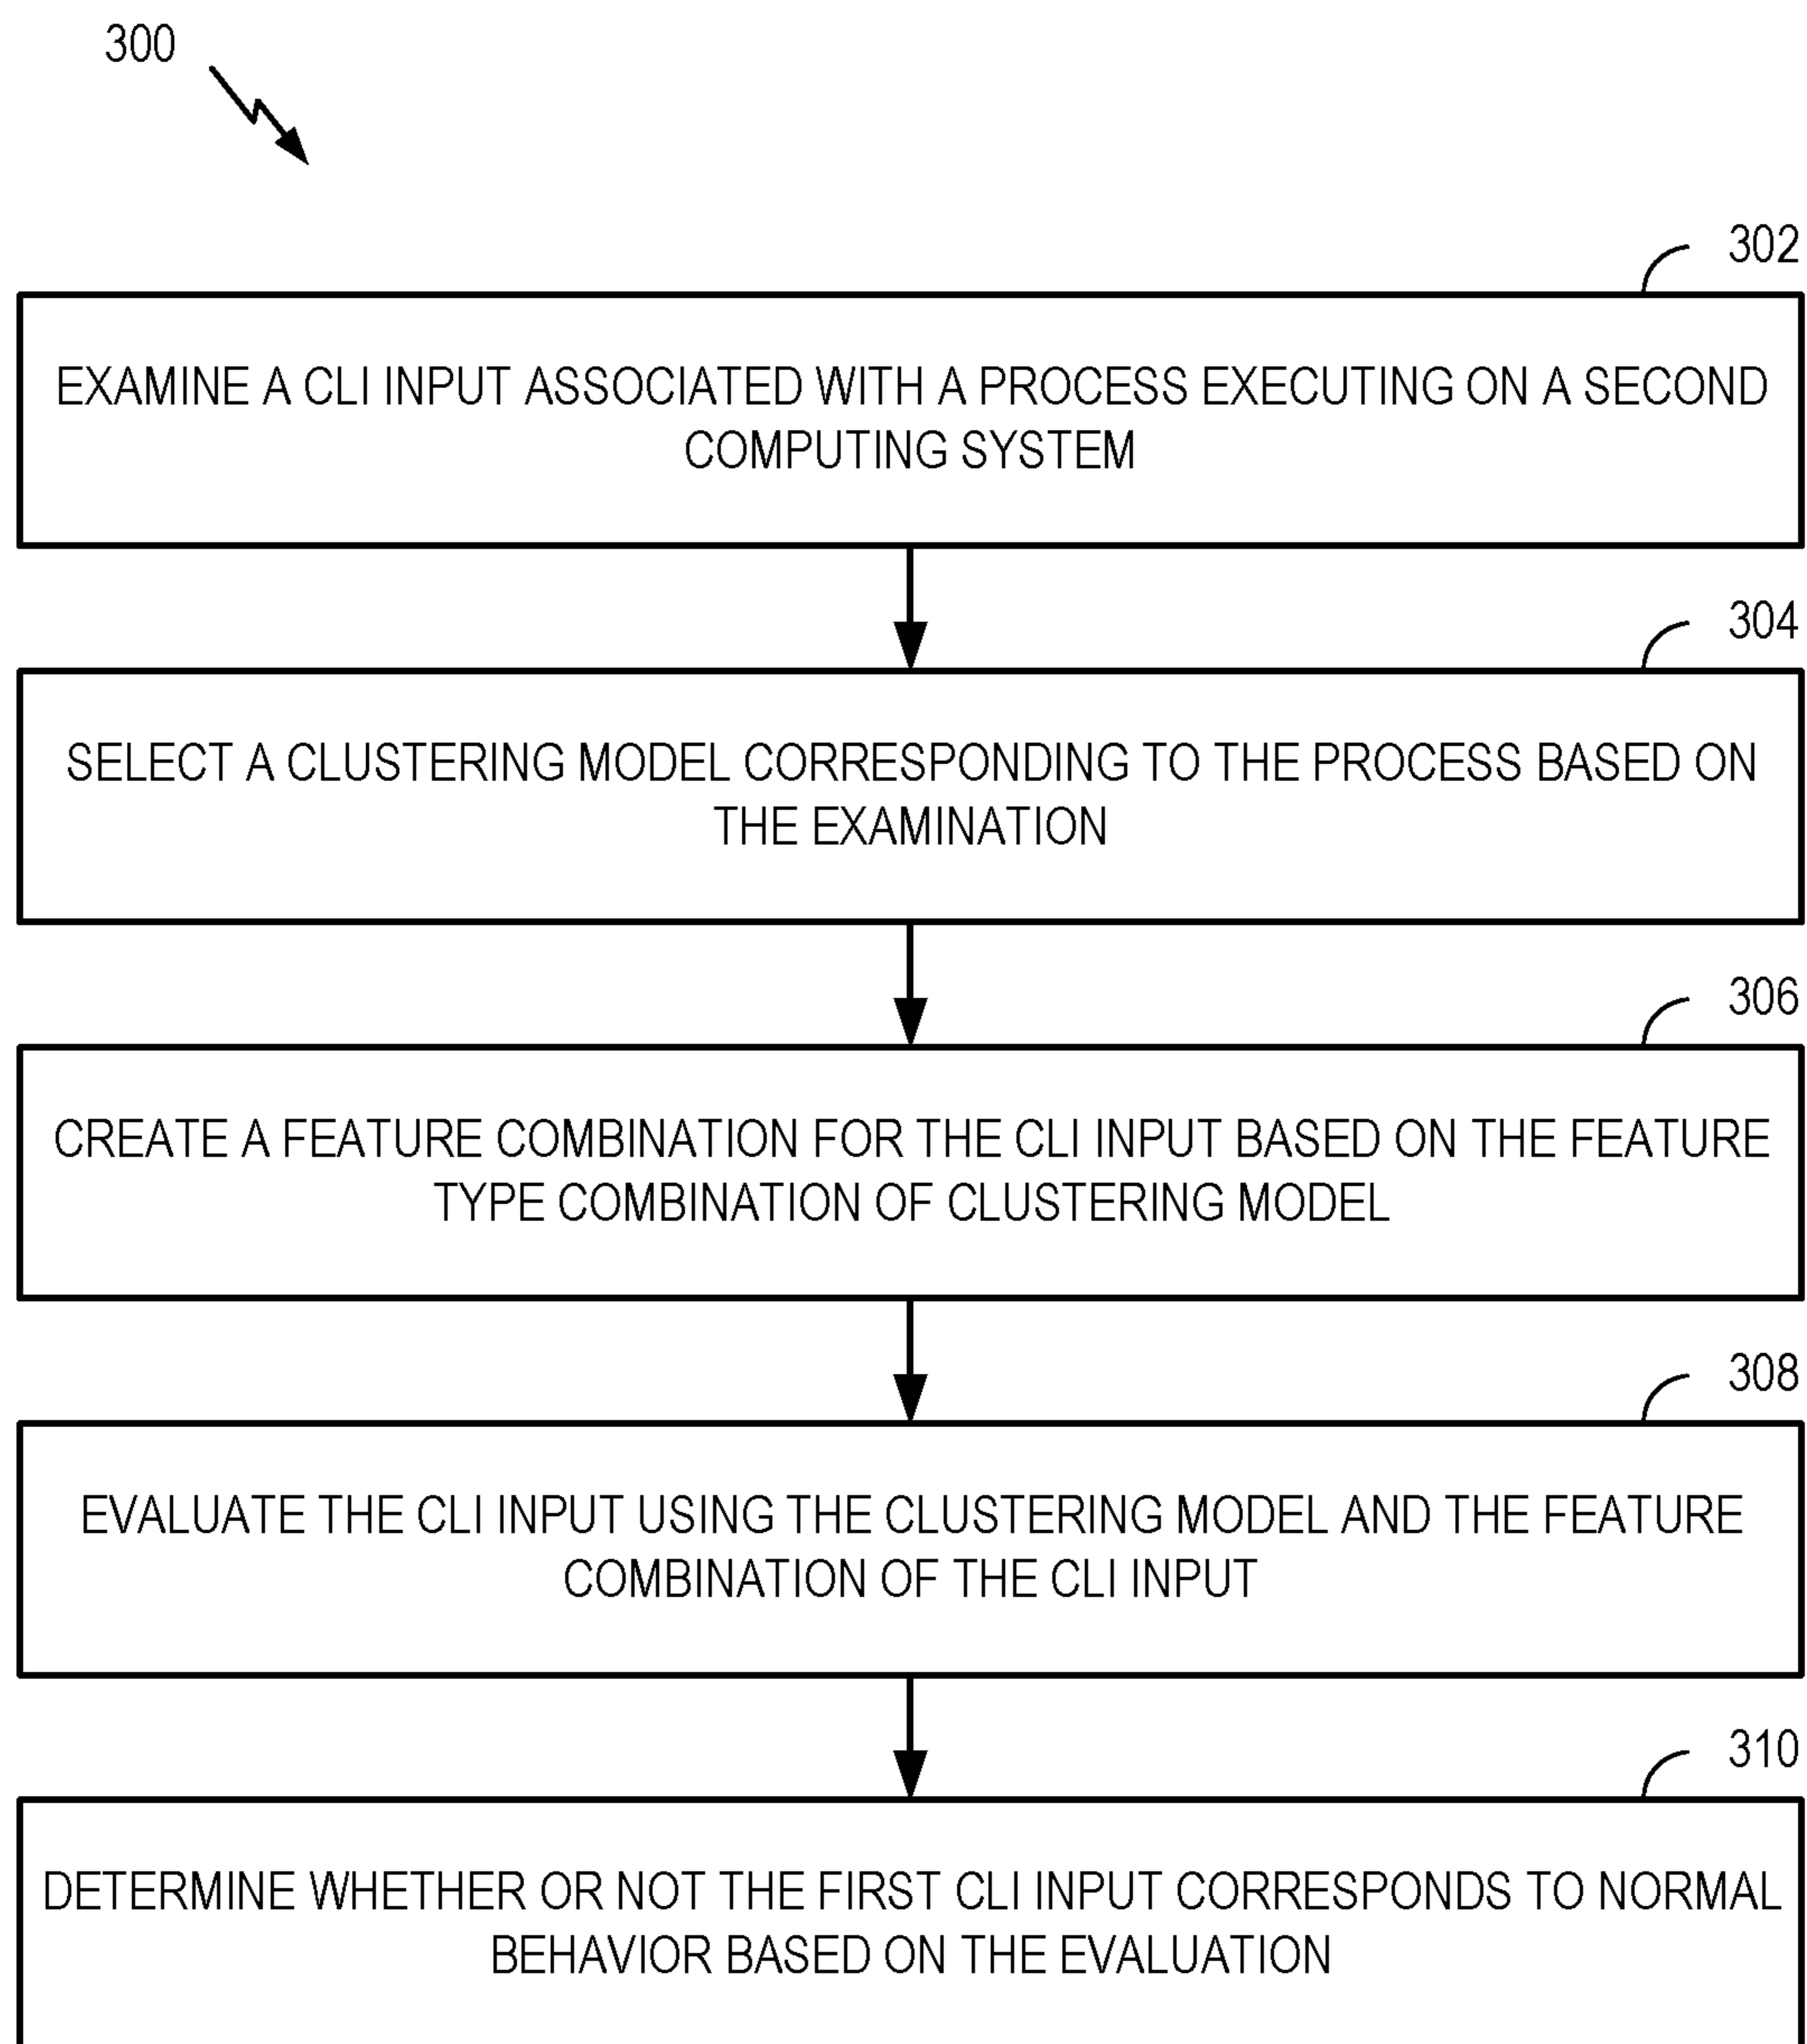 300
302
EXAMINE A CLI INPUT ASSOCIATED WITH A PROCESS EXECUTING ON A SECOND
COMPUTING SYSTEM
304
SELECT A CLUSTERING MODEL CORRESPONDING TO THE PROCESS BASED ON
THE EXAMINATION
306
CREATE A FEATURE COMBINATION FOR THE CLI INPUT BASED ON THE FEATURE
TYPE COMBINATION OF CLUSTERING MODEL
308
EVALUATE THE CLI INPUT USING THE CLUSTERING MODEL AND THE FEATURE
COMBINATION OF THE CLI INPUT
310
DETERMINE WHETHER OR NOT THE FIRST CLI INPUT CORRESPONDS TO NORMAL
BEHAVIOR BASED ON THE EVALUATION